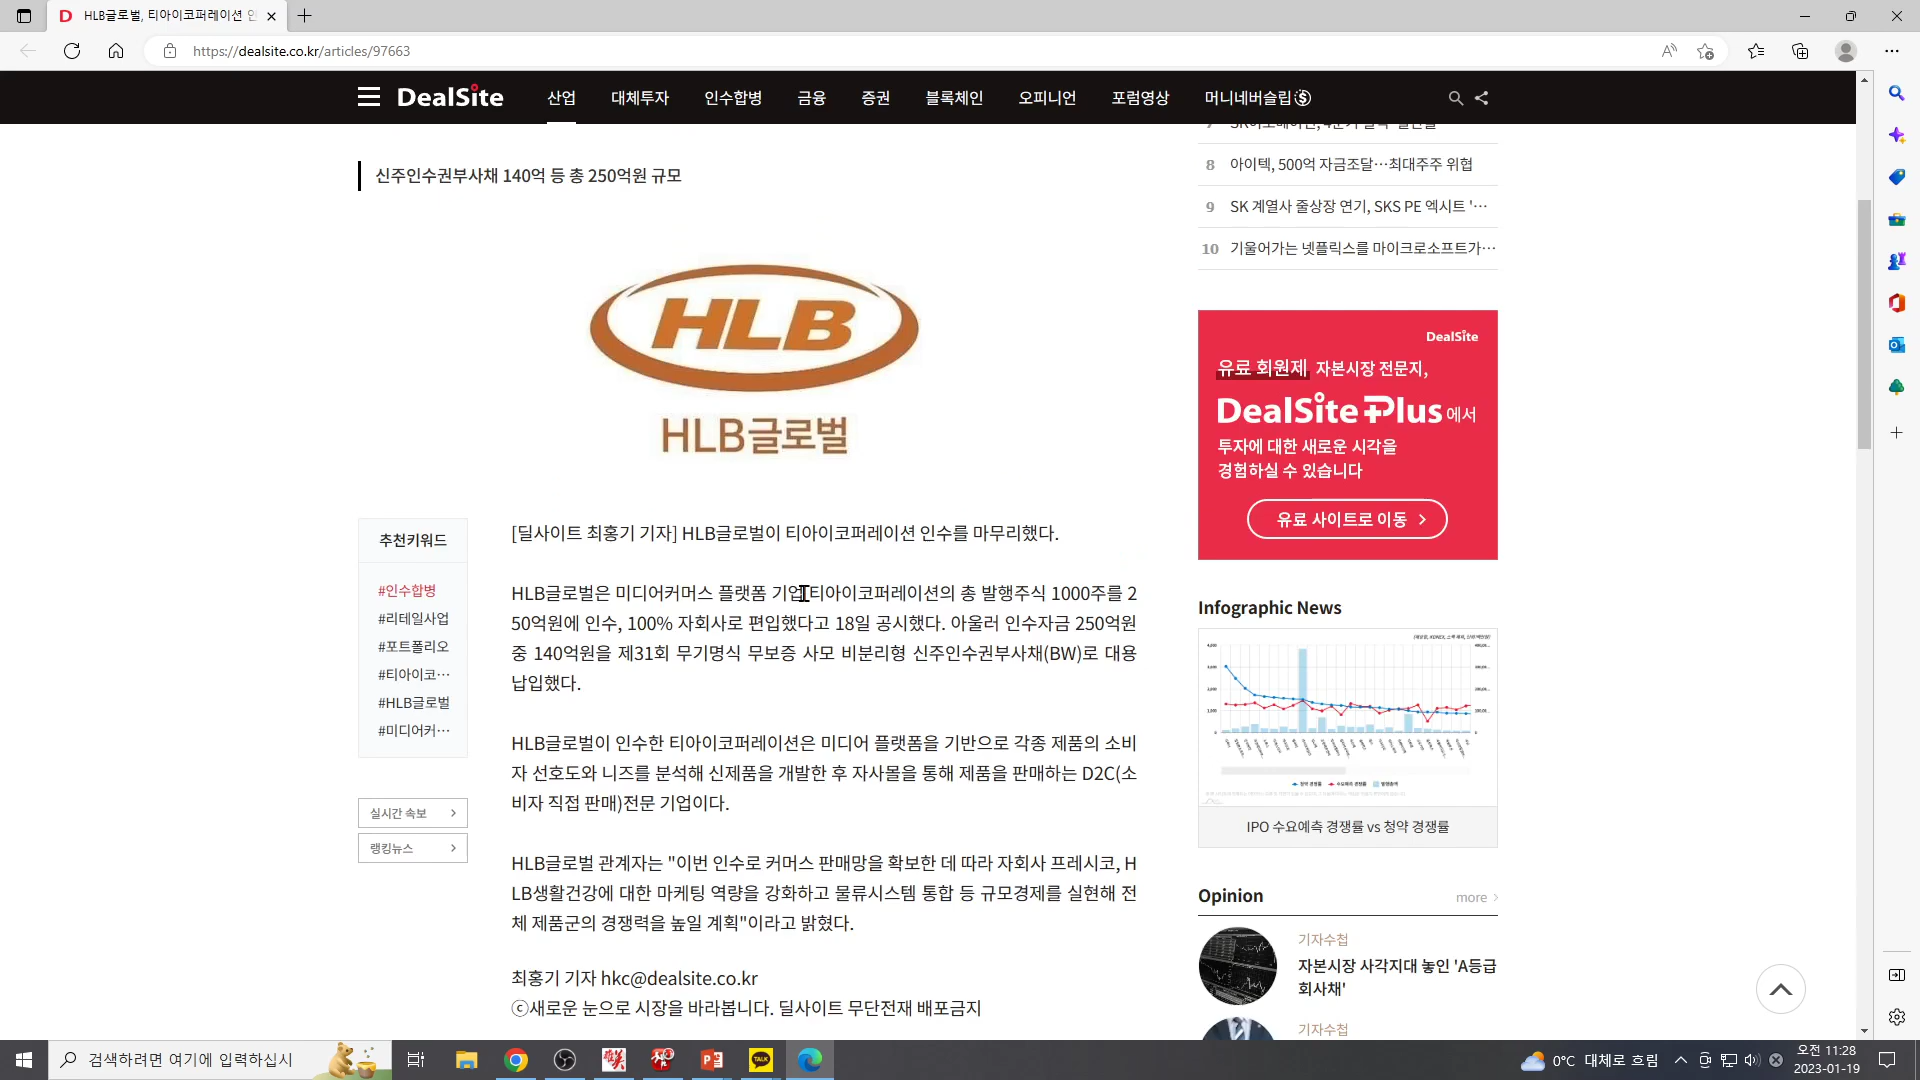 HLB글로벌, 티아이코퍼레이션 인
https://dealsite.co.kr/articles/97663
DealSite
산업
대체투자
인수합병
금융
증권
블록체인
오피니언
포럼영상
머니네버슬립
신주인수권부사채 140억 등 총 250억원 규모
HLB
HLB글로벌
추천키워드
#인수합병
#리테일사업
#포트폴리오
#티아이코…
#HLB글로벌
#미디어커…
실시간 속보
랭킹뉴스
[딜사이트 최홍기 기자] HLB글로벌이 티아이코퍼레이션 인수를 마무리했다.
HLB글로벌은 미디어커머스 플랫폼 기업 티아이코퍼레이션의 총 발행주식 1000주를 2
50억원에 인수, 100% 자회사로 편입했다고 18일 공시했다. 아울러 인수자금 250억원
중 140억원을 제31회 무기명식 무보증 사모 비분리형 신주인수권부사채(BW)로 대용
납입했다.
HLB글로벌이 인수한 티아이코퍼레이션은 미디어 플랫폼을 기반으로 각종 제품의 소비
자 선호도와 니즈를 분석해 신제품을 개발한 후 자사몰을 통해 제품을 판매하는 D2C(소
비자 직접 판매)전문 기업이다.
HLB글로벌 관계자는 "이번 인수로 커머스 판매망을 확보한 데 따라 자회사 프레시코, H
LB생활건강에 대한 마케팅 역량을 강화하고 물류시스템 통합 등 규모경제를 실현해 전
체 제품군의 경쟁력을 높일 계획"이라고 밝혔다.
최홍기 기자 hkc@dealsite.co.kr
ⓒ새로운 눈으로 시장을 바라봅니다. 딜사이트 무단전재 배포금지
8 아이텍, 500억 자금조달…최대주주 위협
9 SK 계열사 줄상장 연기, SKS PE 엑시트 '…
10 기울어가는 넷플릭스를 마이크로소프트가…
DealSite
유료 회원제 자본시장 전문지,
DealSite Plus에서
투자에 대한 새로운 시각을
경험하실 수 있습니다
유료 사이트로 이동
Infographic News
IPO 수요예측 경쟁률 vs 청약 경쟁률
Opinion
more
기자수첩
자본시장 사각지대 놓인 'A등급
회사채'
기자수첩
검색하려면 여기에 입력하십시
TALK
0°C 대체로 흐림
오전 11:28
2023-01-19